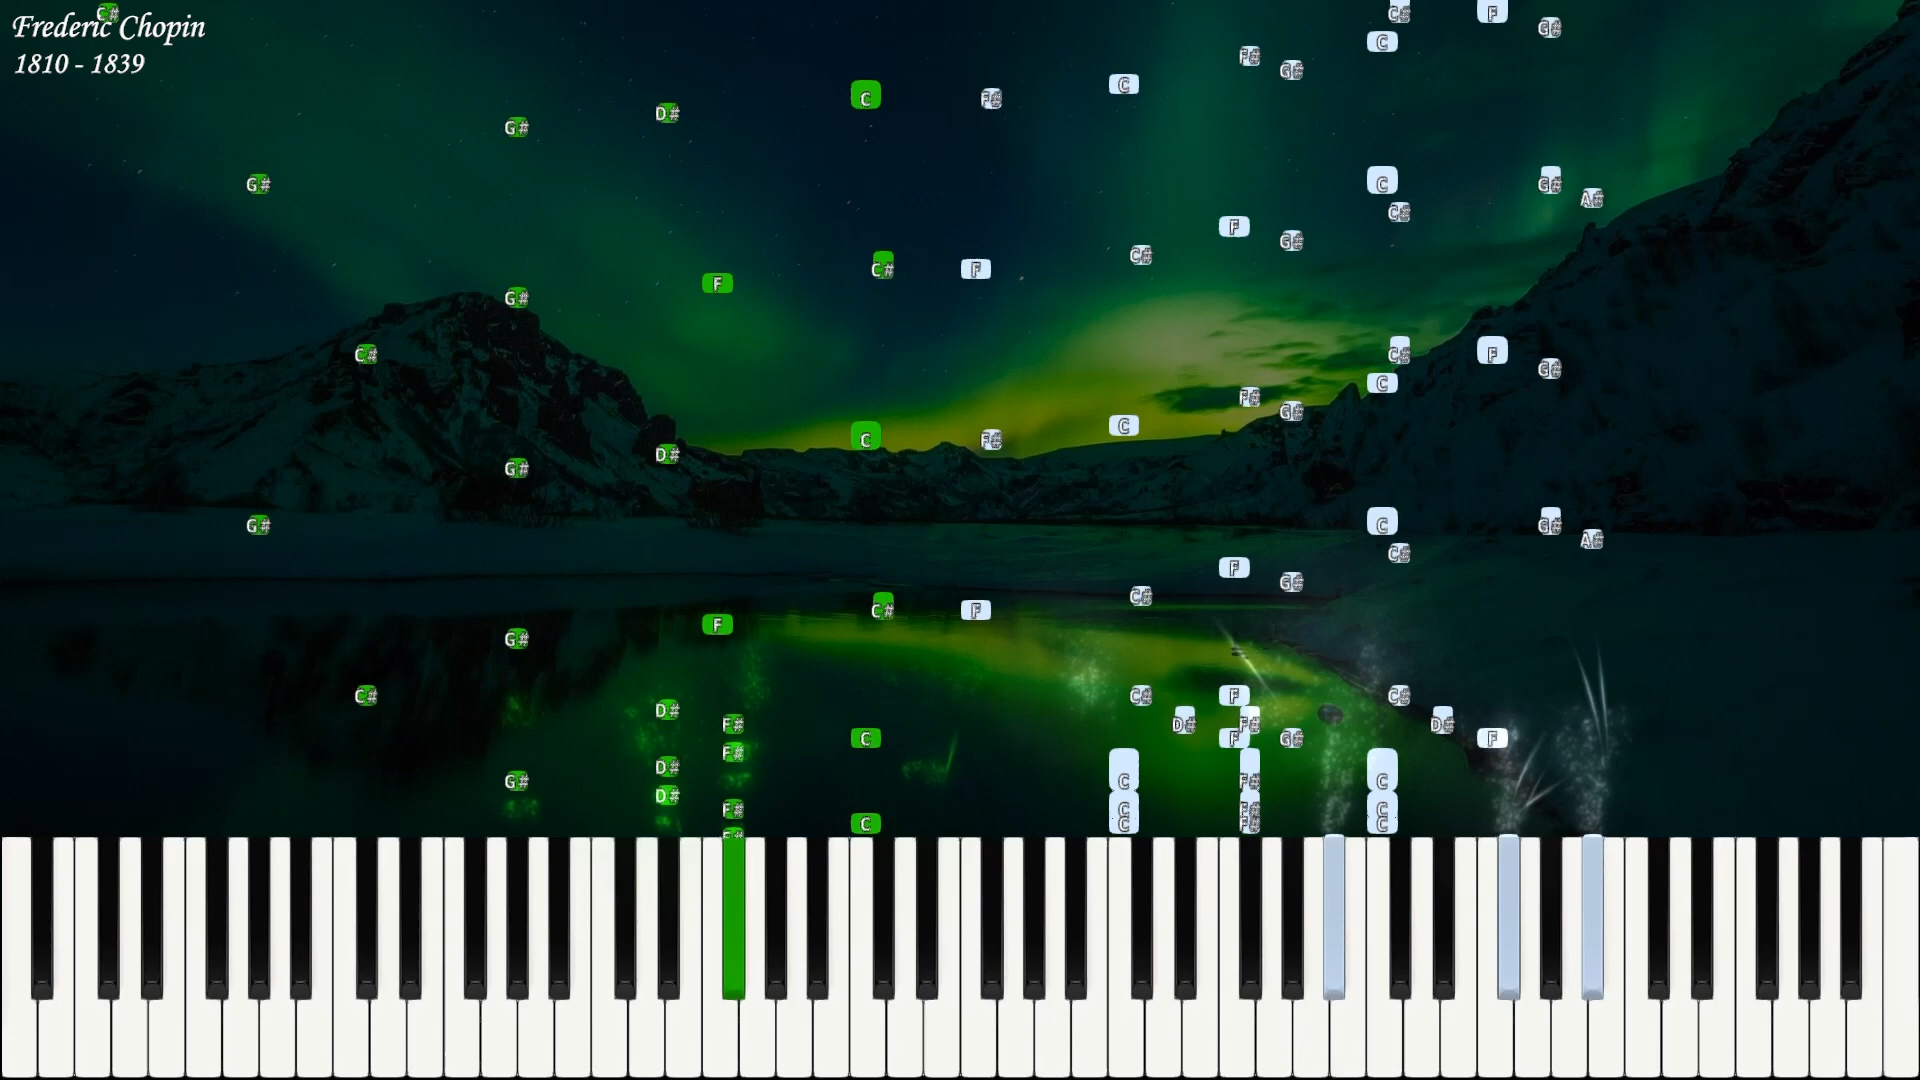 Frederic Chopin
1810 - 1839
C#
C# F
G#
C
F# G#
C F# C
D# G#
G# C G# A#
C#
F G#
C# F C#
G# F
C# C# F
G# C
F# C G#
C F#
G# D#
G# C G# A#
C#
F G#
C# F C#
G# F
C# C# F C#
D# F# D# F# D#
C F G# F
F#
G# D# C F# C
D# F# C F# C
C C F# C